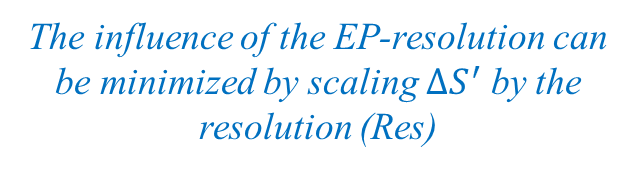 The influence of the EP-resolution can
be minimized by scaling ΔS′ by the
resolution (Res)